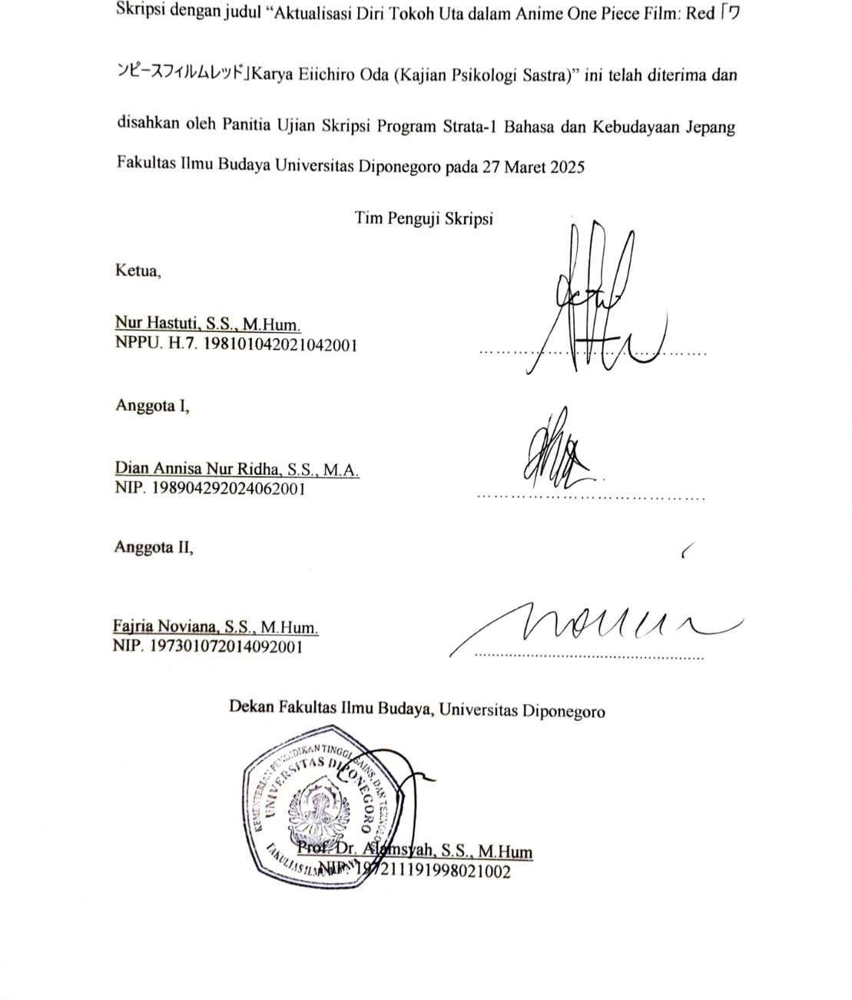 Skripsi dengan judul “Aktualisasi Diri Tokoh Uta dalam Anime One Piece Film: Red「ワ
ンピースフィルムレッド」Karya Eiichiro Oda (Kajian Psikologi Sastra)” ini telah diterima dan
disahkan oleh Panitia Ujian Skripsi Program Strata-1 Bahasa dan Kebudayaan Jepang
Fakultas Ilmu Budaya Universitas Diponegoro pada 27 Maret 2025
Tim Penguji Skripsi
Ketua,
Nur Hastuti, S.S., M.Hum.
NPPU. H.7. 198101042021042001
Anggota I,
Dian Annisa Nur Ridha, S.S., M.A.
NIP. 198904292024062001
Anggota II,
Fajria Noviana, S.S., M.Hum.
NIP. 197301072014092001
Dekan Fakultas Ilmu Budaya, Universitas Diponegoro
KEMENTERIAN PENDIDIKAN TINGGI, SAINS, DAN TEKNOLOGI
UNIVERSITAS DIPONEGORO
FAKULTAS ILMU BUDAYA
Prof. Dr. Alamsyah, S.S., M.Hum
NIP. 197211191998021002